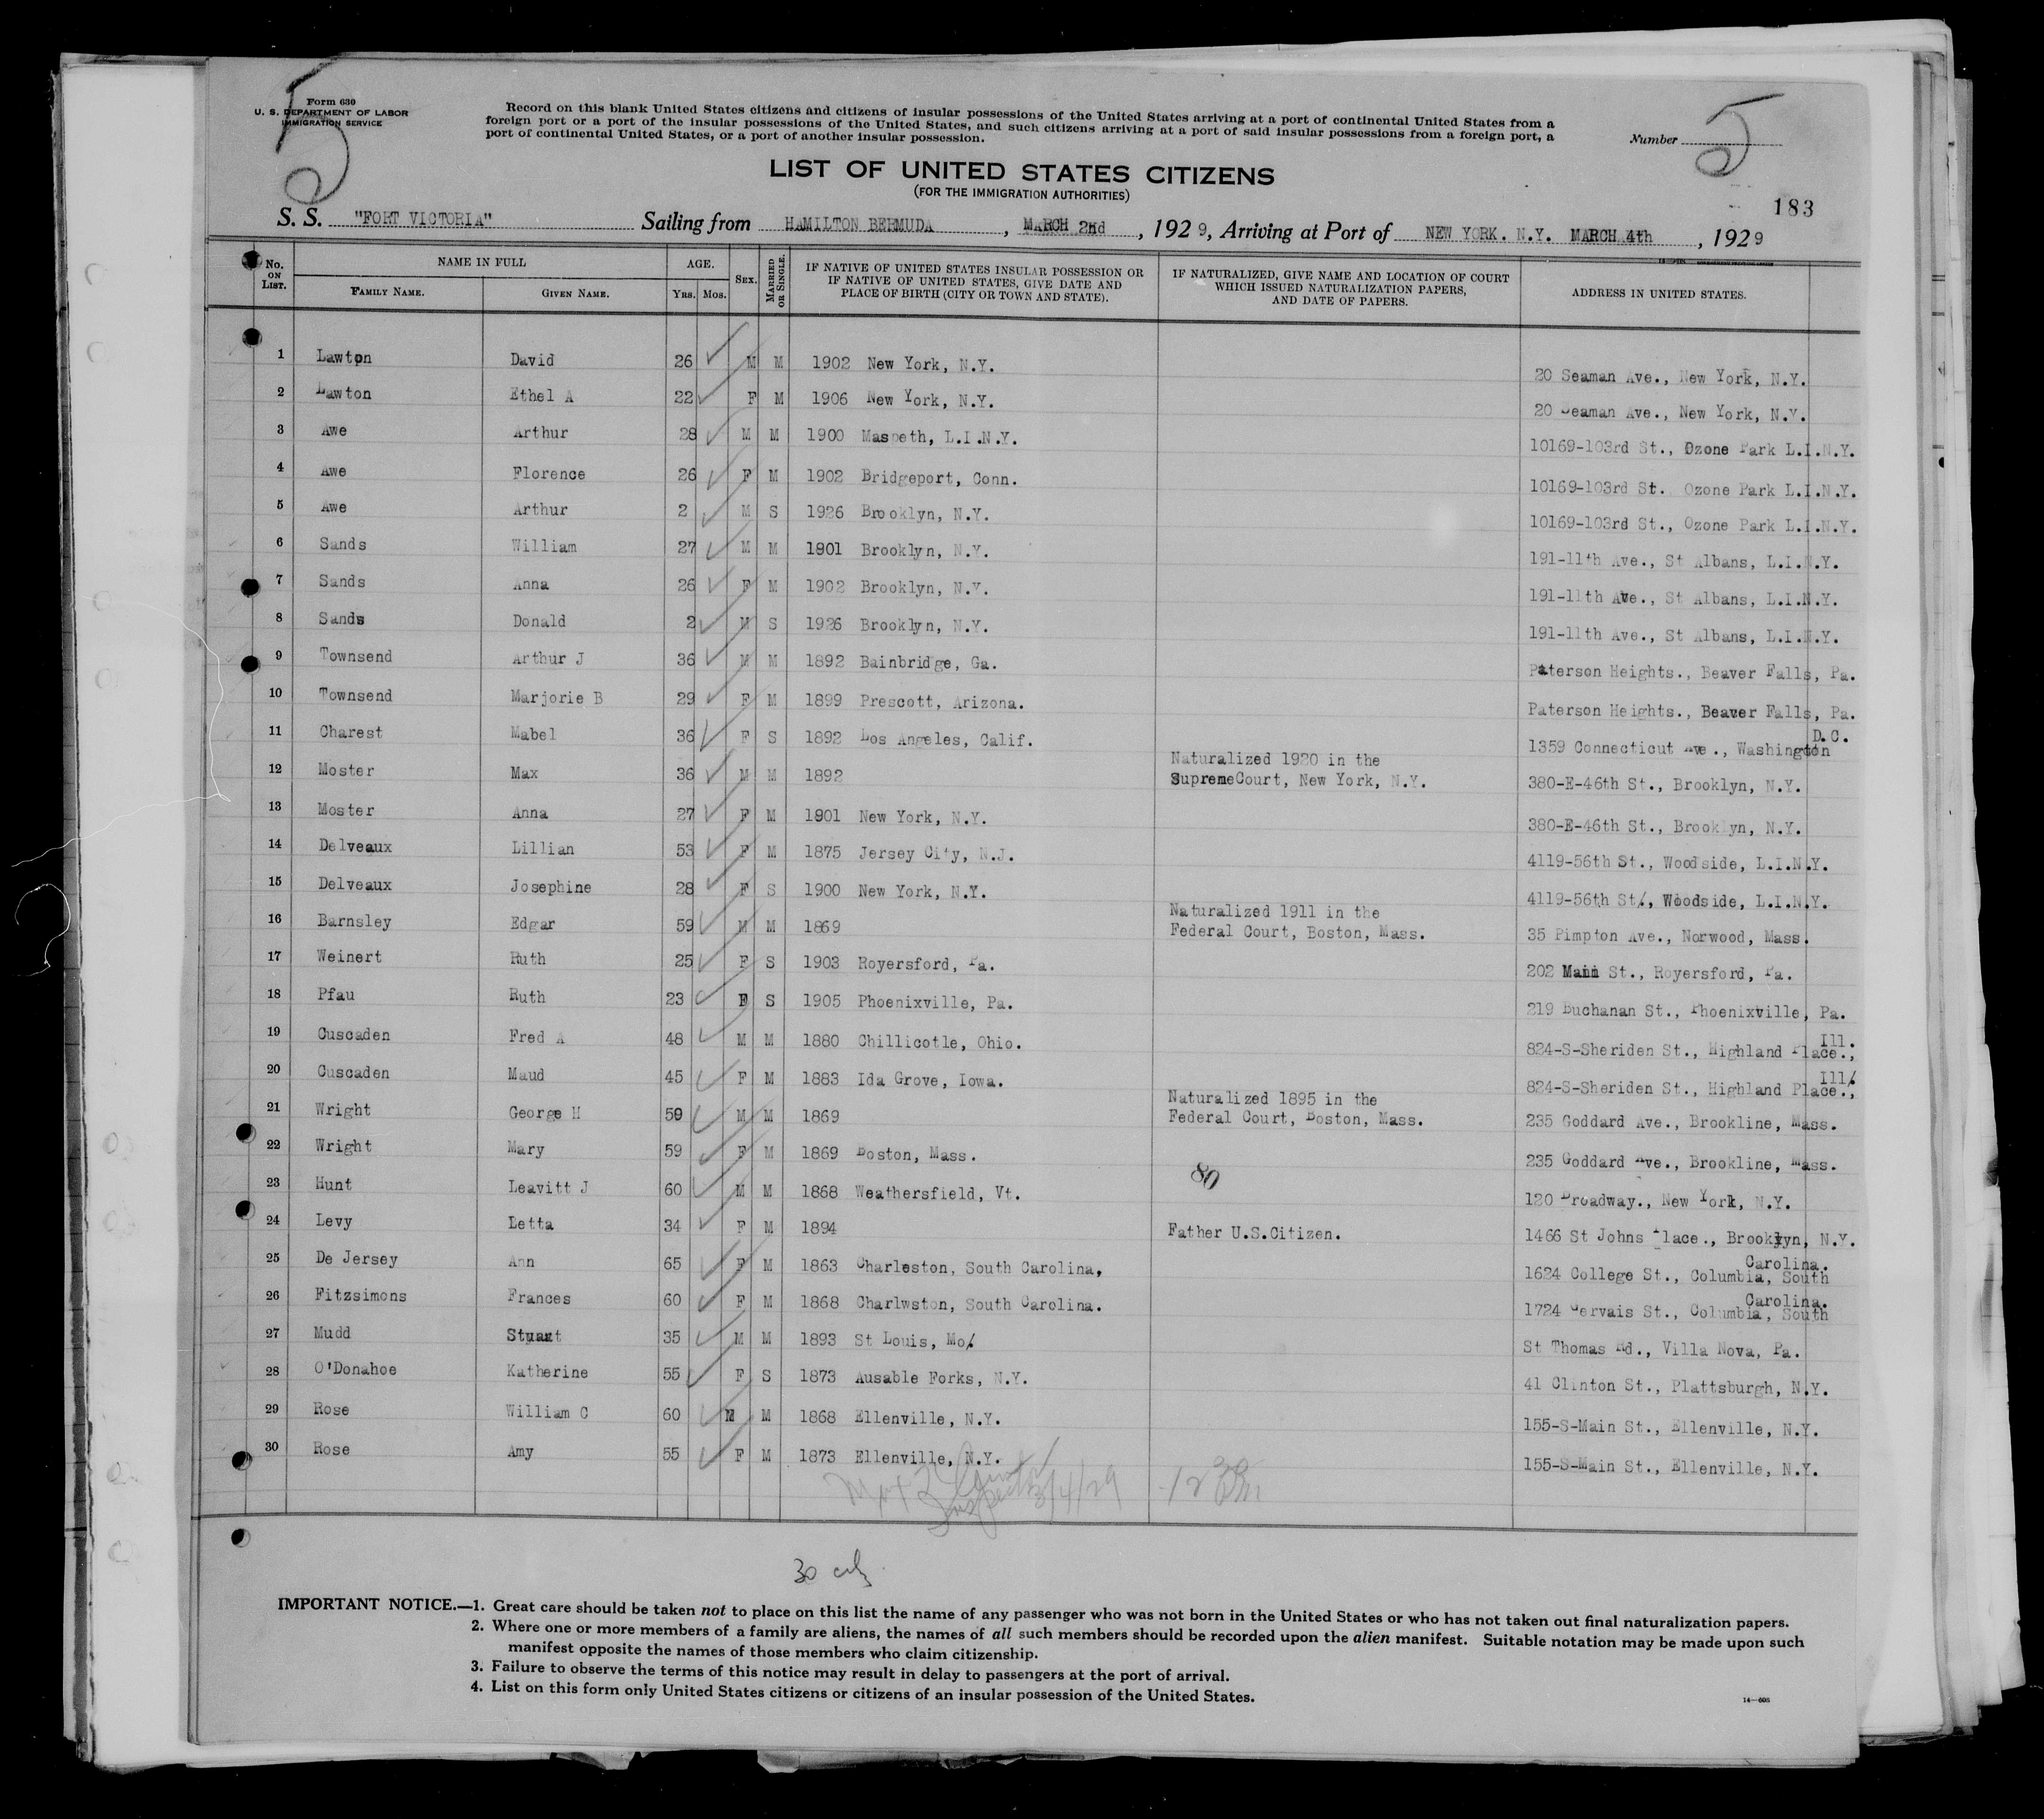 5
Form 630
U. S. DEPARTMENT OF LABOR
IMMIGRATION SERVICE
Record on this blank United States citizens and citizens of insular possessions of the United States arriving at a port of continental United States from a
foreign port or a port of the insular possessions of the United States, and such citizens arriving at a port of said insular possessions from a foreign port, a
port of continental United States, or a port of another insular possession.
Number 5
LIST OF UNITED STATES CITIZENS
(FOR THE IMMIGRATION AUTHORITIES)
183
S. S. "FORT VICTORIA" Sailing from HAMILTON BERMUDA, MARCH 2nd, 1929, Arriving at Port of NEW YORK. N.Y. MARCH 4th, 1929
No. ON LIST. NAME IN FULL FAMILY NAME. GIVEN NAME. AGE. Yrs. Mos. SEX. MARRIED OR SINGLE. IF NATIVE OF UNITED STATES INSULAR POSSESSION OR IF NATIVE OF UNITED STATES, GIVE DATE AND PLACE OF BIRTH (CITY OR TOWN AND STATE). IF NATURALIZED, GIVE NAME AND LOCATION OF COURT WHICH ISSUED NATURALIZATION PAPERS, AND DATE OF PAPERS. ADDRESS IN UNITED STATES.
1 Lawton David 26 M M 1902 New York, N.Y. 20 Seaman Ave., New York, N.Y.
2 Lawton Ethel A 22 F M 1906 New York, N.Y. 20 Seaman Ave., New York, N.Y.
3 Awe Arthur 28 M M 1900 Maspeth, L.I.N.Y. 10169-103rd St., Ozone Park L.I.N.Y.
4 Awe Florence 26 F M 1902 Bridgeport, Conn. 10169-103rd St. Ozone Park L.I.N.Y.
5 Awe Arthur 2 M S 1926 Brooklyn, N.Y. 10169-103rd St., Ozone Park L.I.N.Y.
6 Sands William 27 M M 1901 Brooklyn, N.Y. 191-11th Ave., St Albans, L.I.N.Y.
7 Sands Anna 26 F M 1902 Brooklyn, N.Y. 191-11th Ave., St Albans, L.I.N.Y.
8 Sands Donald 2 M S 1926 Brooklyn, N.Y. 191-11th Ave., St Albans, L.I.N.Y.
9 Townsend Arthur J 36 M M 1892 Bainbridge, Ga. Paterson Heights., Beaver Falls, Pa.
10 Townsend Marjorie B 29 F M 1899 Prescott, Arizona. Paterson Heights., Beaver Falls, Pa.
11 Charest Mabel 36 F S 1892 Los Angeles, Calif. 1359 Connecticut Ave., Washington D.C.
12 Moster Max 36 M M 1892 Naturalized 1920 in the SupremeCourt, New York, N.Y. 380-E-46th St., Brooklyn, N.Y.
13 Moster Anna 27 F M 1901 New York, N.Y. 380-E-46th St., Brooklyn, N.Y.
14 Delveaux Lillian 53 F M 1875 Jersey City, N.J. 4119-56th St., Woodside, L.I.N.Y.
15 Delveaux Josephine 28 F S 1900 New York, N.Y. 4119-56th St/, Woodside, L.I.N.Y.
16 Barnsley Edgar 59 M M 1869 Naturalized 1911 in the Federal Court, Boston, Mass. 35 Pimpton Ave., Norwood, Mass.
17 Weinert Ruth 25 F S 1903 Royersford, Pa. 202 Main St., Royersford, Pa.
18 Pfau Ruth 23 F S 1905 Phoenixville, Pa. 219 Buchanan St., Phoenixville, Pa.
19 Cuscaden Fred A 48 M M 1880 Chillicotle, Ohio. 824-S-Sheriden St., Highland Place., Ill.
20 Cuscaden Maud 45 F M 1883 Ida Grove, Iowa. 824-S-Sheriden St., Highland Place., Ill/
21 Wright George H 59 M M 1869 Naturalized 1895 in the Federal Court, Boston, Mass. 235 Goddard Ave., Brookline, Mass.
22 Wright Mary 59 F M 1869 Boston, Mass. 235 Goddard Ave., Brookline, Mass.
80
23 Hunt Leavitt J 60 M M 1868 Weathersfield, Vt. 120 Broadway., New York, N.Y.
24 Levy Detta 34 F M 1894 Father U.S.Citizen. 1466 St Johns Place., Brooklyn, N.Y.
25 De Jersey Ann 65 F M 1863 Charleston, South Carolina, 1624 College St., Columbia, South Carolina.
26 Fitzsimons Frances 60 F M 1868 Charlwston, South Carolina. 1724 Gervais St., Columbia, South Carolina.
27 Mudd Stuart 35 M M 1893 St Louis, Mo/ St Thomas Rd., Villa Nova, Pa.
28 O'Donahoe Katherine 55 F S 1873 Ausable Forks, N.Y. 41 Clinton St., Plattsburgh, N.Y.
29 Rose William C 60 M M 1868 Ellenville, N.Y. 155-S-Main St., Ellenville, N.Y.
30 Rose Amy 55 F M 1873 Ellenville, N.Y. 155-S-Main St., Ellenville, N.Y.
Inspector 3/4/29
30
IMPORTANT NOTICE.—1. Great care should be taken not to place on this list the name of any passenger who was not born in the United States or who has not taken out final naturalization papers.
2. Where one or more members of a family are aliens, the names of all such members should be recorded upon the alien manifest. Suitable notation may be made upon such
manifest opposite the names of those members who claim citizenship.
3. Failure to observe the terms of this notice may result in delay to passengers at the port of arrival.
4. List on this form only United States citizens or citizens of an insular possession of the United States.
14—605